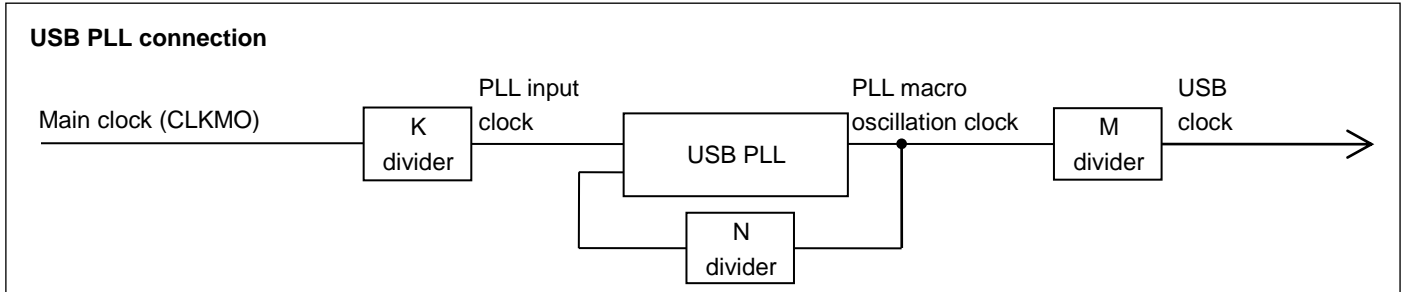 USB PLL connection
Main clock (CLKMO)
K
divider
PLL input
clock
USB PLL
N
divider
PLL macro
oscillation clock
M
divider
USB
clock